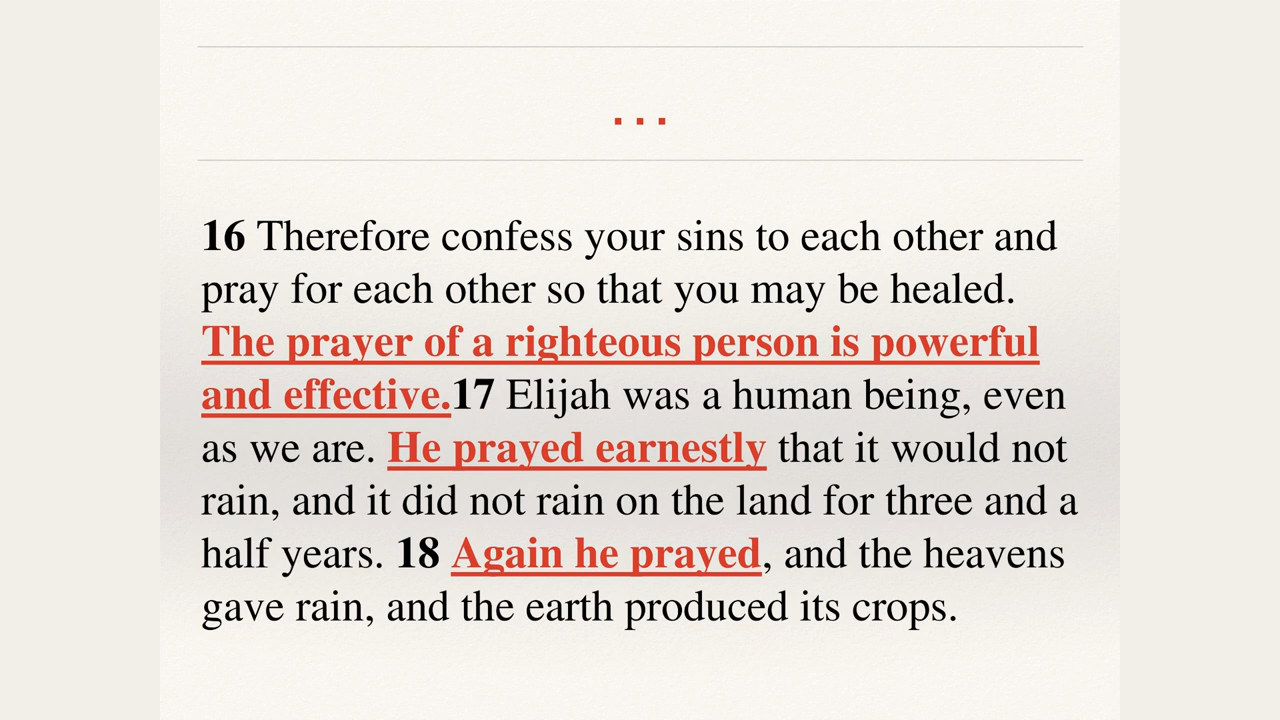 ...
16 Therefore confess your sins to each other and
pray for each other so that you may be healed.
The prayer of a righteous person is powerful
and effective.17 Elijah was a human being, even
as we are. He prayed earnestly that it would not
rain, and it did not rain on the land for three and a
half years. 18 Again he prayed, and the heavens
gave rain, and the earth produced its crops.